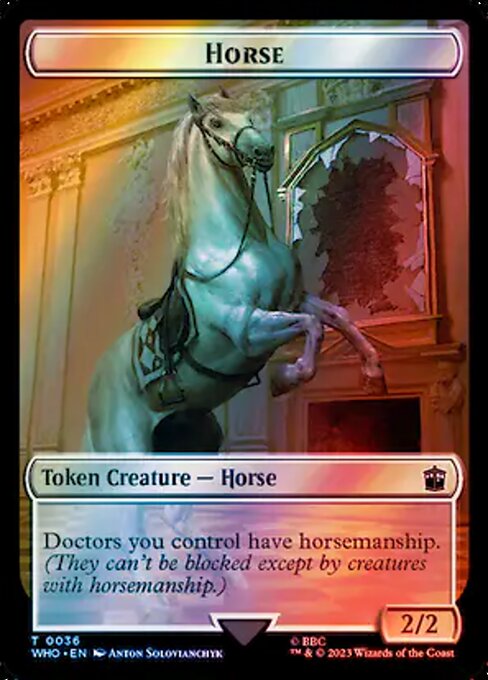 Horse
Token Creature — Horse
Doctors you control have horsemanship.
(They can't be blocked except by creatures
with horsemanship.)
2/2
T 0036
WHO • EN Anton Solovianchyk
© BBC
™ & © 2023 Wizards of the Coast